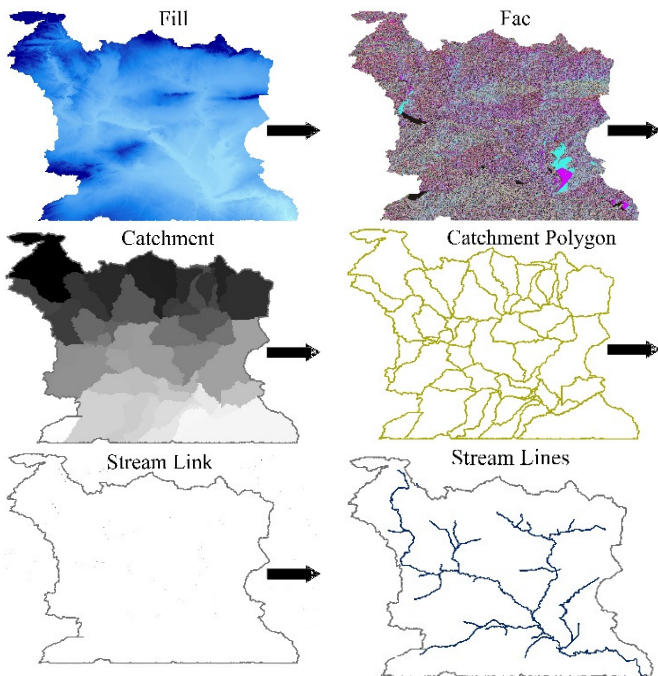 Fill
Fac
Catchment
Catchment Polygon
Stream Link
Stream Lines